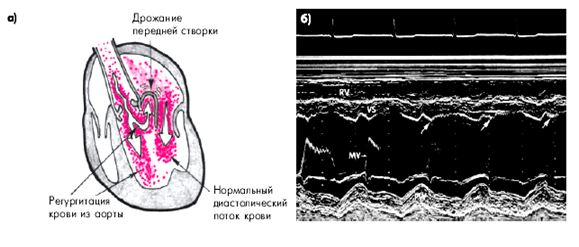 а)
Дрожание
передней створки
Регургитация
крови из аорты
Нормальный
диастолический
поток крови
б)
RV
VS
MV